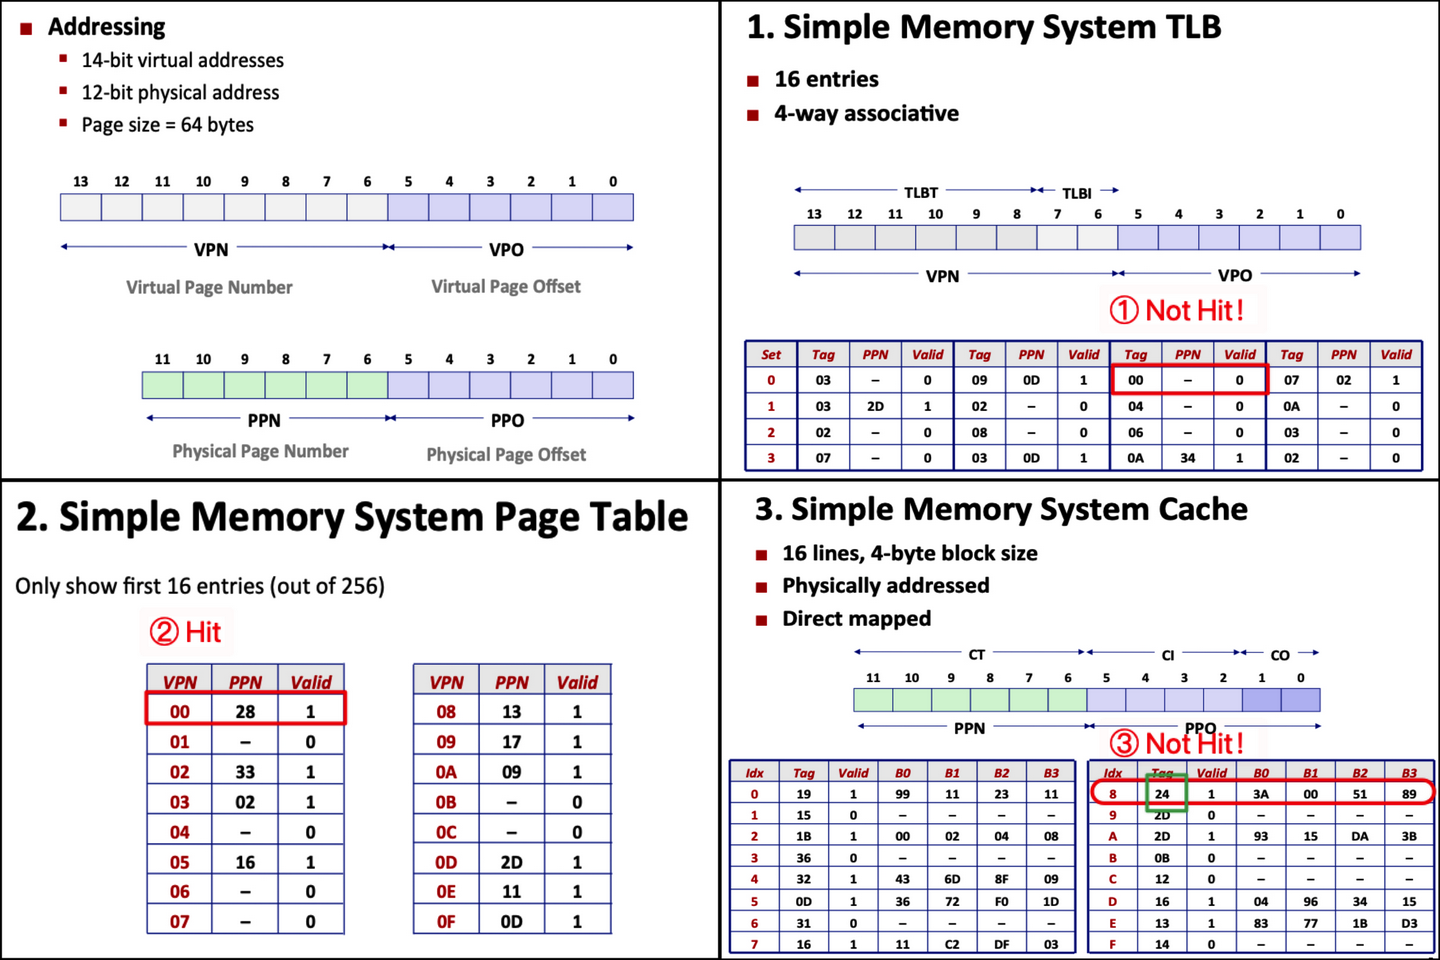 ■ Addressing
▪ 14-bit virtual addresses
▪ 12-bit physical address
▪ Page size = 64 bytes
13 12 11 10 9 8 7 6 5 4 3 2 1 0
VPN VPO
Virtual Page Number Virtual Page Offset
11 10 9 8 7 6 5 4 3 2 1 0
PPN PPO
Physical Page Number Physical Page Offset
1. Simple Memory System TLB
■ 16 entries
■ 4-way associative
TLBT TLBI
13 12 11 10 9 8 7 6 5 4 3 2 1 0
VPN VPO
① Not Hit!
Set Tag PPN Valid Tag PPN Valid Tag PPN Valid Tag PPN Valid
0 03 – 0 09 0D 1 00 – 0 07 02 1
1 03 2D 1 02 – 0 04 – 0 0A – 0
2 02 – 0 08 – 0 06 – 0 03 – 0
3 07 – 0 03 0D 1 0A 34 1 02 – 0
2. Simple Memory System Page Table
Only show first 16 entries (out of 256)
② Hit
VPN PPN Valid
00 28 1
01 – 0
02 33 1
03 02 1
04 – 0
05 16 1
06 – 0
07 – 0
VPN PPN Valid
08 13 1
09 17 1
0A 09 1
0B – 0
0C – 0
0D 2D 1
0E 11 1
0F 0D 1
3. Simple Memory System Cache
■ 16 lines, 4-byte block size
■ Physically addressed
■ Direct mapped
CT CI CO
11 10 9 8 7 6 5 4 3 2 1 0
PPN PPO
③ Not Hit!
Idx Tag Valid B0 B1 B2 B3
0 19 1 99 11 23 11
1 15 0 – – – –
2 1B 1 00 02 04 08
3 36 0 – – – –
4 32 1 43 6D 8F 09
5 0D 1 36 72 F0 1D
6 31 0 – – – –
7 16 1 11 C2 DF 03
Idx Tag Valid B0 B1 B2 B3
8 24 1 3A 00 51 89
9 2D 0 – – – –
A 2D 1 93 15 DA 3B
B 0B 0 – – – –
C 12 0 – – – –
D 16 1 04 96 34 15
E 13 1 83 77 1B D3
F 14 0 – – – –